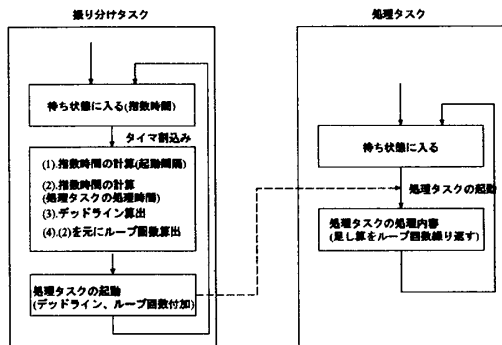 振り分けタスク
待ち状態に入る(指数時間)
タイマ割込み
(1).指数時間の計算(起動間隔)
(2).指数時間の計算
(処理タスクの処理時間)
(3).デッドライン算出
(4).(2)を元にループ回数算出
処理タスクの起動
(デッドライン、ループ回数付加)
処理タスク
待ち状態に入る
処理タスクの起動
処理タスクの処理内容
(足し算をループ回数繰り返す)